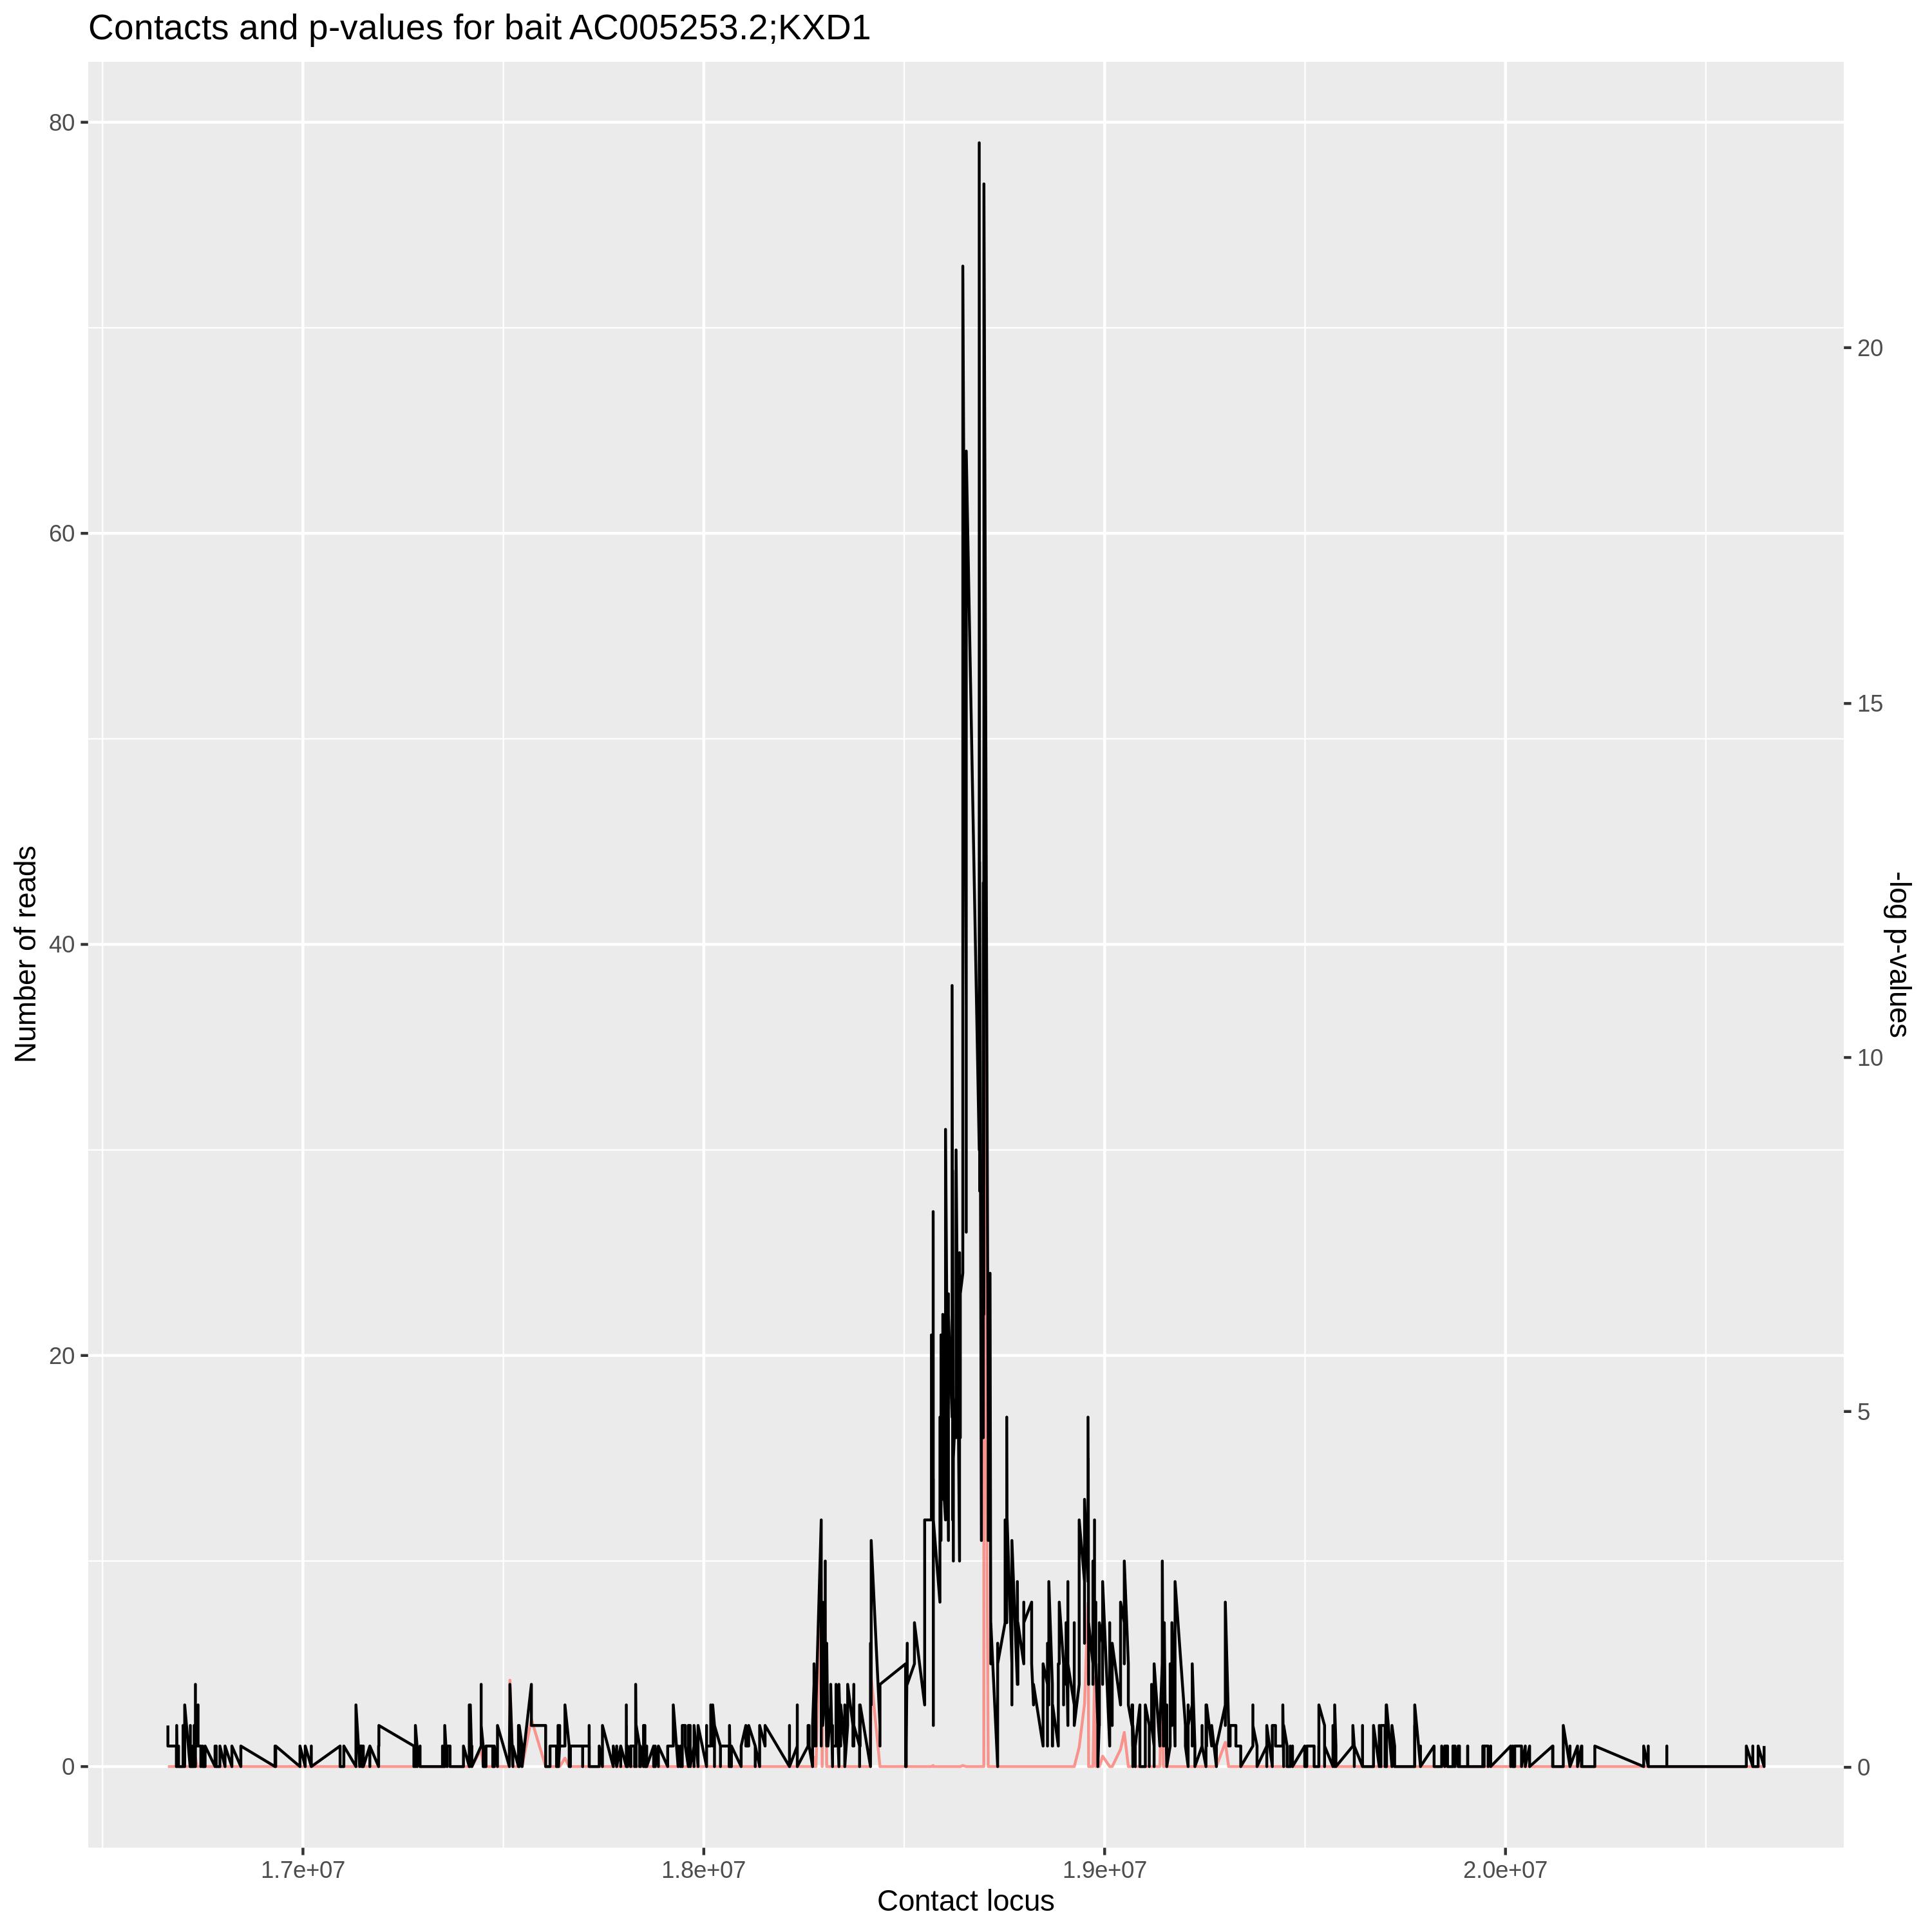 Contacts and p-values for bait AC005253.2;KXD1
80
60
40
20
0
Number of reads
20
15
10
5
0
-log p-values
1.7e+07
1.8e+07
1.9e+07
2.0e+07
Contact locus